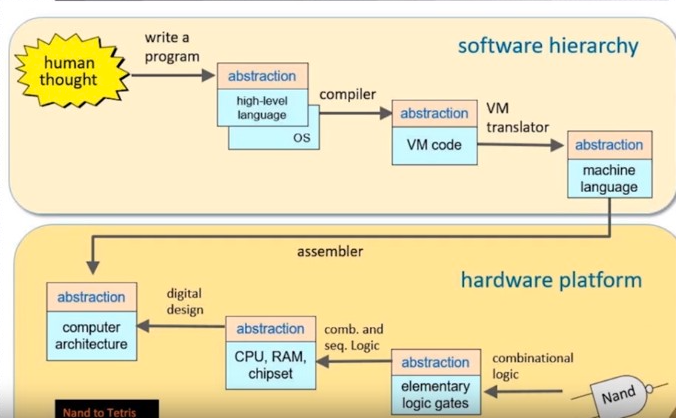 software hierarchy
human
thought
write a
program
abstraction
high-level
language
OS
compiler
abstraction
VM code
VM
translator
abstraction
machine
language
assembler
hardware platform
abstraction
computer
architecture
digital
design
abstraction
CPU, RAM,
chipset
comb. and
seq. Logic
abstraction
elementary
logic gates
combinational
logic
Nand
Nand to Tetris